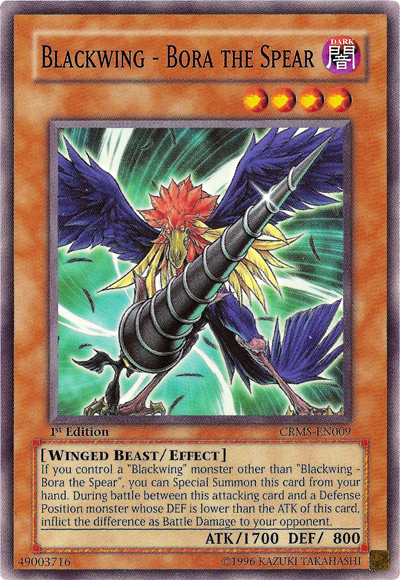 BLACKWING - BORA THE SPEAR
DARK
闇
1st Edition
CRMS-EN009
[WINGED BEAST/EFFECT]
If you control a "Blackwing" monster other than "Blackwing -
Bora the Spear", you can Special Summon this card from your
hand. During battle between this attacking card and a Defense
Position monster whose DEF is lower than the ATK of this card,
inflict the difference as Battle Damage to your opponent.
ATK/1700 DEF/ 800
49003716
©1996 KAZUKI TAKAHASHI